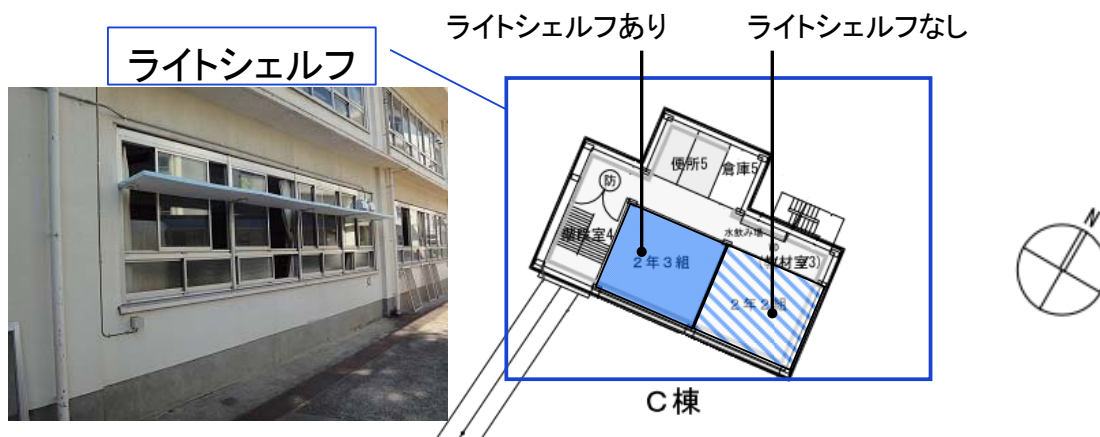 ライトシェルフあり
ライトシェルフなし
ライトシェルフ
便所5
倉庫5
防
水飲み場
2年3組
2年2組
C棟
N